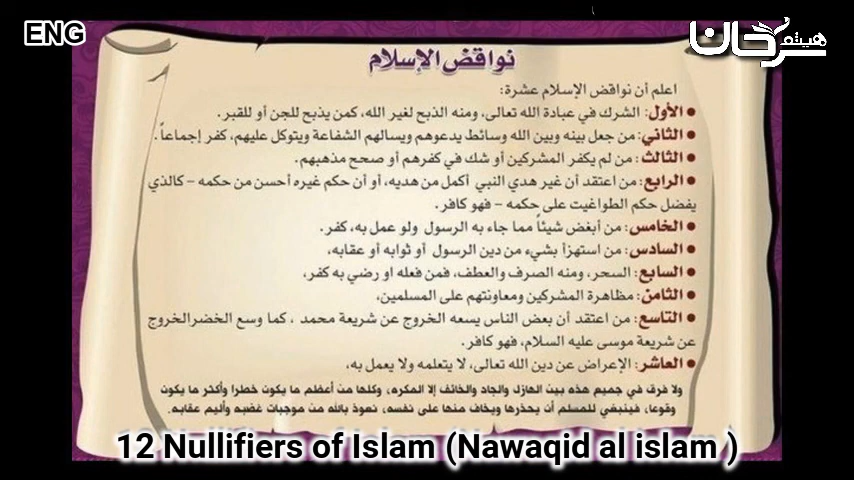 ENG
هيثم سرحان
نواقض الإسلام
اعلم أن نواقض الإسلام عشرة:
● الأول: الشرك في عبادة الله تعالى، ومنه الذبح لغير الله، كمن يذبح للجن أو للقبر.
● الثاني: من جعل بينه وبين الله وسائط يدعوهم ويسالهم الشفاعة ويتوكل عليهم، كفر إجماعاً.
● الثالث: من لم يكفر المشركين أو شك في كفرهم أو صحح مذهبهم.
● الرابع: من اعتقد أن غير هدي النبي أكمل من هديه، أو أن حكم غيره أحسن من حكمه - كالذي
يفضل حكم الطواغيت على حكمه - فهو كافر.
● الخامس: من أبغض شيئاً مما جاء به الرسول ولو عمل به، كفر.
● السادس: من استهزأ بشيء من دين الرسول أو ثوابه أو عقابه،
● السابع: السحر، ومنه الصرف والعطف، فمن فعله او رضي به كفر،
● الثامن: مظاهرة المشركين ومعاونتهم على المسلمين،
● التاسع: من اعتقد أن بعض الناس يسعه الخروج عن شريعة محمد ، كما وسع الخضرالخروج
عن شريعة موسى عليه السلام، فهو كافر.
● العاشر: الإعراض عن دين الله تعالى، لا يتعلمه ولا يعمل به،
ولا فرق في جميع هذه بين الهازل والجاد والخائف إلا المكره، وكلها من أعظم ما يكون خطرا وأكثر ما يكون
وقوعا، فينبغي للمسلم أن يحذرها ويخاف منها على نفسه، نعوذ بالله من موجبات غضبه وأليم عقابه.
12 Nullifiers of Islam (Nawaqid al islam )